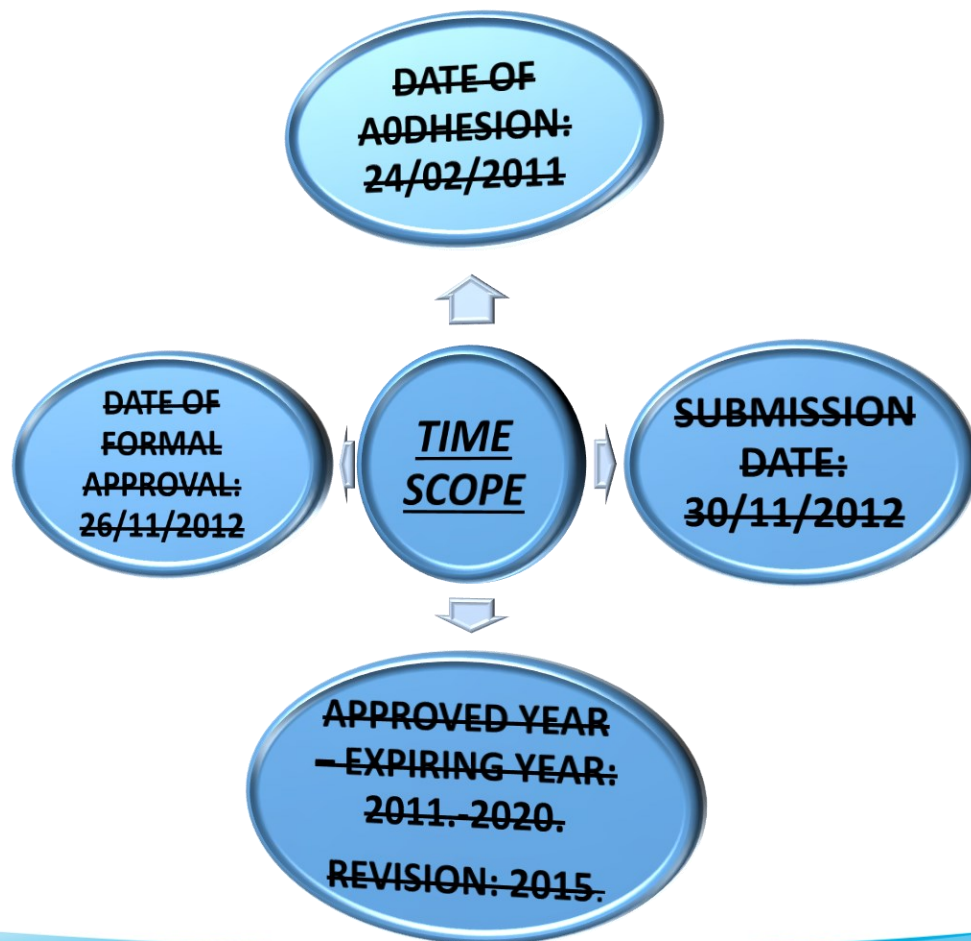 DATE OF
A0DHESION:
24/02/2011
DATE OF
FORMAL
APPROVAL:
26/11/2012
TIME
SCOPE
SUBMISSION
DATE:
30/11/2012
APPROVED YEAR
– EXPIRING YEAR:
2011.-2020.
REVISION: 2015.